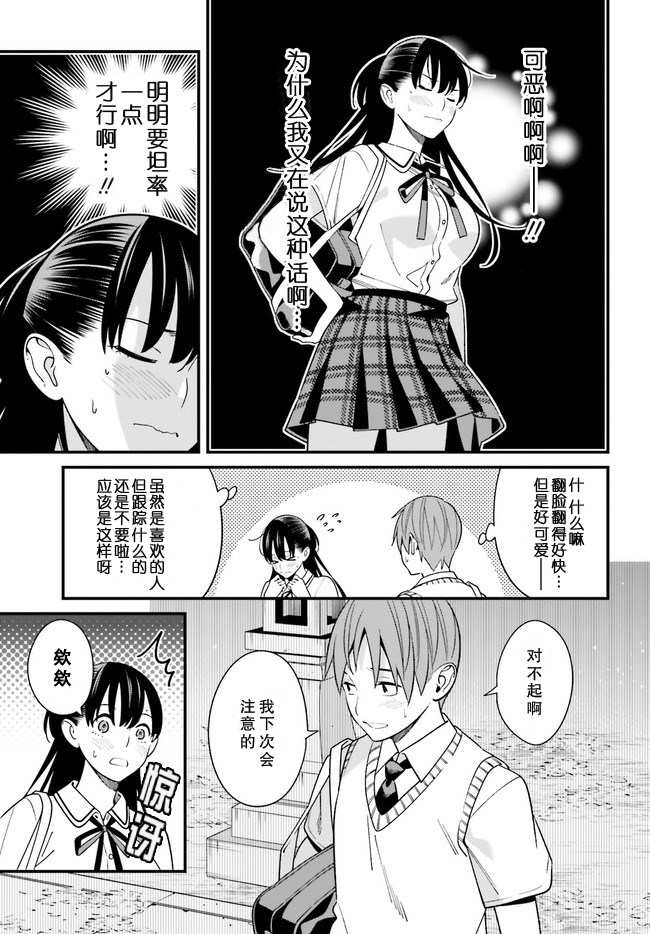 可恶啊啊啊——!!
为什么我又在说这种话啊…
明明要坦率
一点
才行啊…!!
什 什么嘛
翻脸翻得好快…
但是好可爱——
虽然是喜欢的人
但跟踪什么的
还是不要啦…
应该是这样呀
对不起啊
我下次会
注意的
欸欸
惊讶